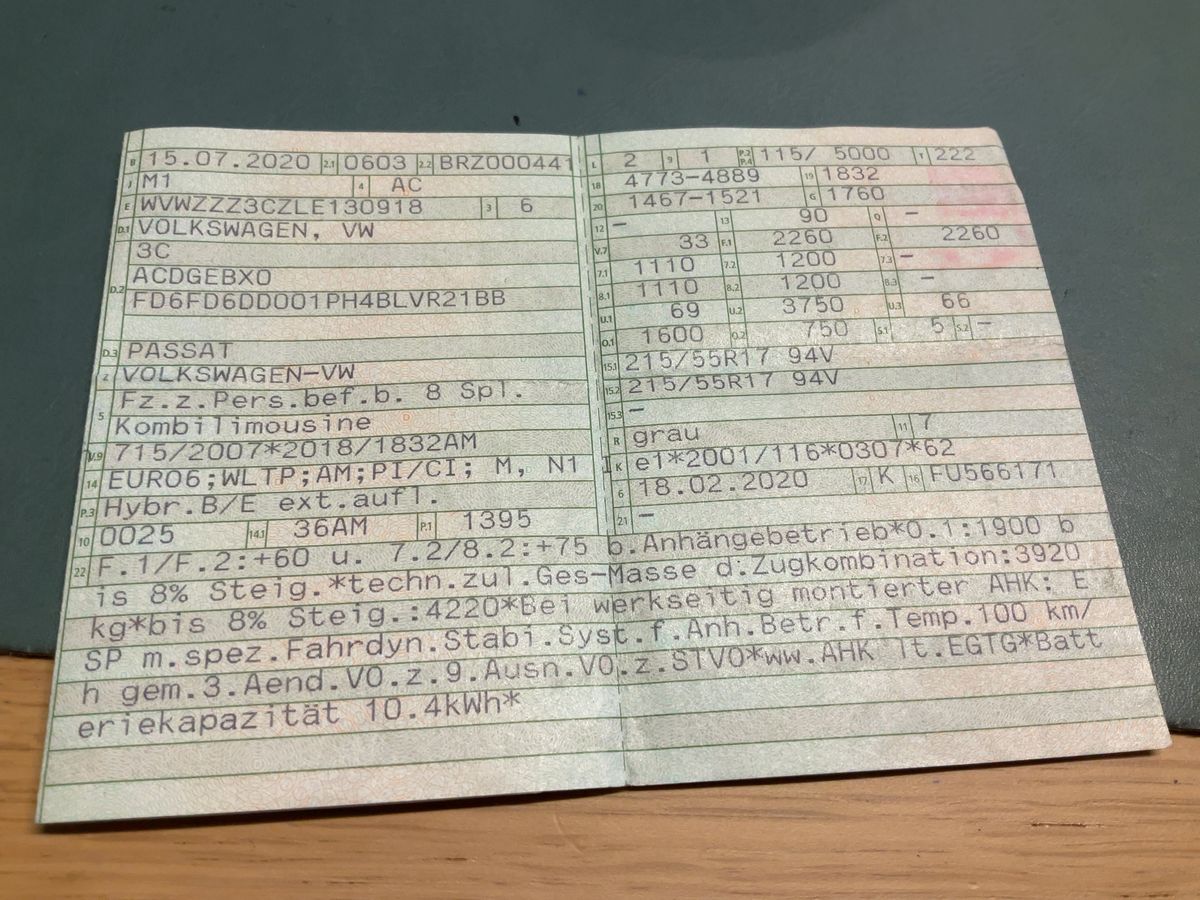 B 15.07.2020 2.1 0603 2.2 BRZ000441
J M1 4 AC
E WVWZZZ3CZLE130918 3 6
D.1 VOLKSWAGEN, VW
3C
D.2 ACDGEBX0
FD6FD6DD001PH4BLVR21BB
D.3 PASSAT
2 VOLKSWAGEN-VW
5 Fz.z.Pers.bef.b. 8 Spl.
Kombilimousine
V.9 715/2007*2018/1832AM
14 EURO6;WLTP;AM;PI/CI; M, N1 I
P.3 Hybr.B/E ext.aufl.
10 0025 14.1 36AM P.1 1395
L 2 9 1 P.2 P.4 115/ 5000 T 222
18 4773-4889 19 1832
20 1467-1521 G 1760
12 - 13 90 Q -
V.7 33 F.1 2260 F.2 2260
7.1 1110 7.2 1200 7.3 -
8.1 1110 8.2 1200 8.3 -
U.1 69 U.2 3750 U.3 66
O.1 1600 O.2 750 S.1 5 S.2 -
15.1 215/55R17 94V
15.2 215/55R17 94V
15.3 -
R grau 11 7
K e1*2001/116*0307*62
6 18.02.2020 17 K 16 FU566171
21 -
22 F.1/F.2:+60 u. 7.2/8.2:+75 b.Anhängebetrieb*O.1:1900 b
is 8% Steig.*techn.zul.Ges-Masse d:Zugkombination:3920
kg*bis 8% Steig.:4220*Bei werkseitig montierter AHK: E
SP m.spez.Fahrdyn.Stabi.Syst.f.Anh.Betr.f.Temp.100 km/
h gem.3.Aend.VO.z.9.Ausn.VO.z.STVO*ww.AHK lt.EGTG*Batt
eriekapazität 10.4kWh*